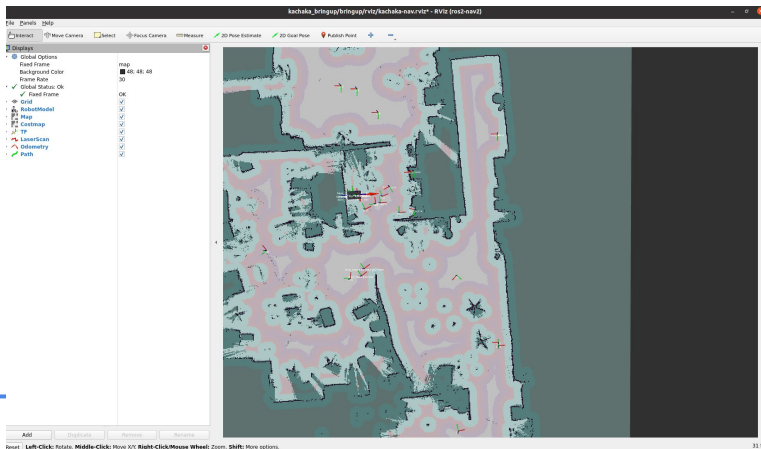 kachaka_bringup/bringup/rviz/kachaka-nav.rviz* - RViz (ros2-nav2)
File Panels Help
Interact Move Camera Select Focus Camera Measure 2D Pose Estimate 2D Goal Pose Publish Point
Displays
Global Options
Fixed Frame map
Background Color 48; 48; 48
Frame Rate 30
Global Status: Ok
Fixed Frame OK
Grid
RobotModel
Map
Costmap
TF
LaserScan
Odometry
Path
Add Duplicate Remove Rename
Reset Left-Click: Rotate. Middle-Click: Move X/Y. Right-Click/Mouse Wheel: Zoom. Shift: More options.